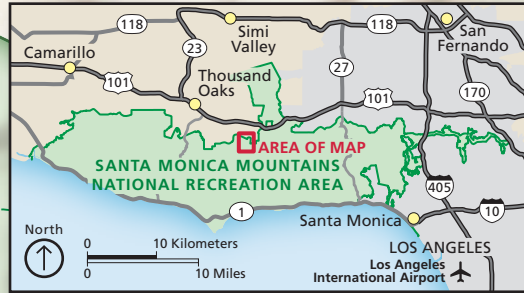 118
Simi
Valley
118
San
Fernando
Camarillo
23
27
101
Thousand
Oaks
101
170
AREA OF MAP
SANTA MONICA MOUNTAINS
NATIONAL RECREATION AREA
405
1
Santa Monica
10
North
0 10 Kilometers
0 10 Miles
LOS ANGELES
Los Angeles
International Airport